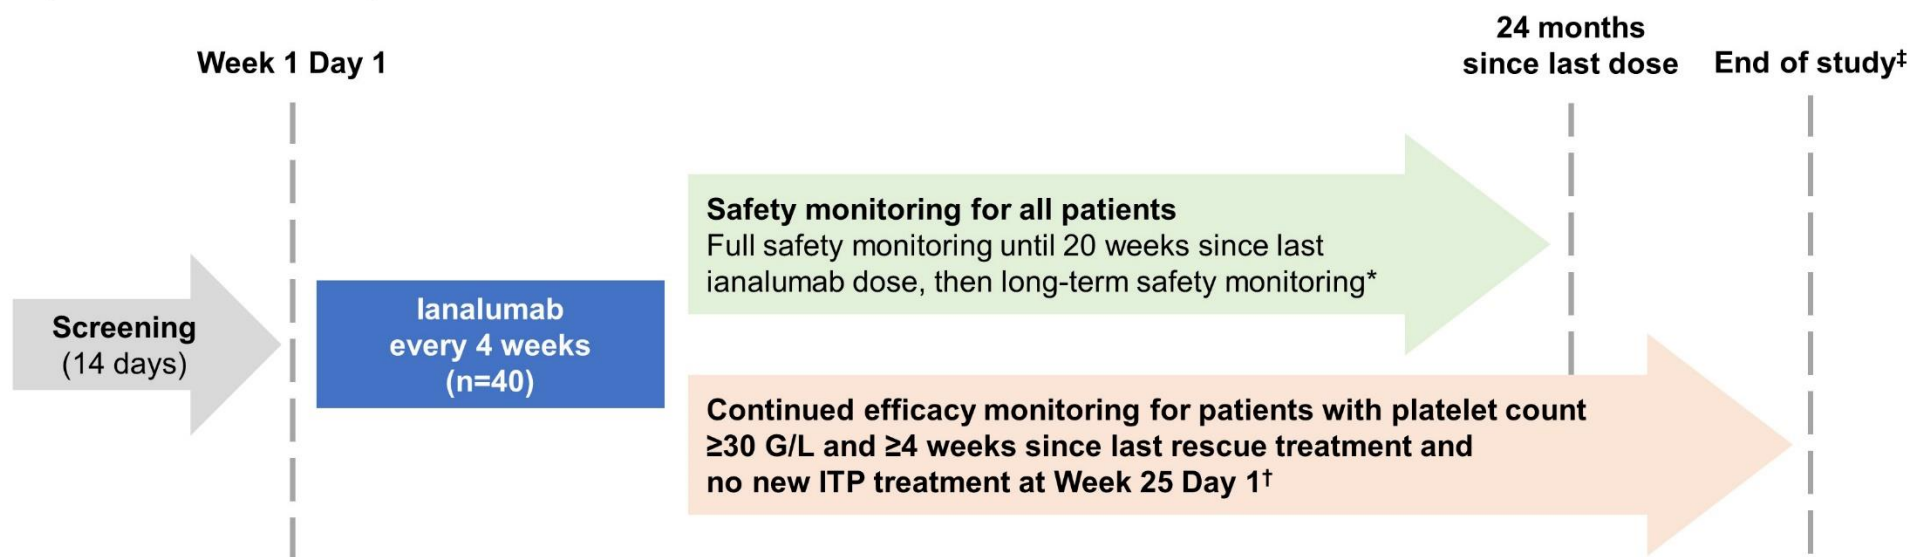 Week 1 Day 1
24 months
since last dose
End of study‡
Screening
(14 days)
Ianalumab
every 4 weeks
(n=40)
Safety monitoring for all patients
Full safety monitoring until 20 weeks since last
ianalumab dose, then long-term safety monitoring*
Continued efficacy monitoring for patients with platelet count
≥30 G/L and ≥4 weeks since last rescue treatment and
no new ITP treatment at Week 25 Day 1†